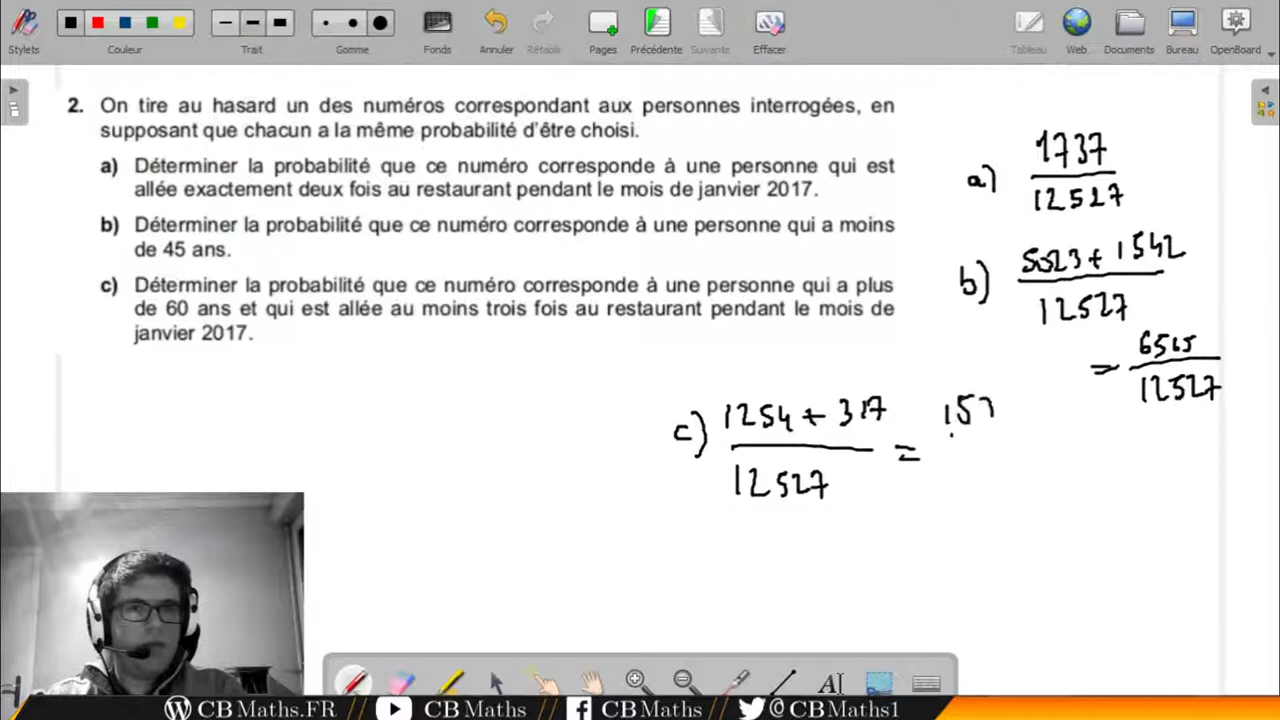 Stylets Couleur Trait Gomme Fonds Annuler Rétablir Pages Précédente Suivante Effacer Tableau Web Documents Bureau OpenBoard
2. On tire au hasard un des numéros correspondant aux personnes interrogées, en
supposant que chacun a la même probabilité d'être choisi.
a) Déterminer la probabilité que ce numéro corresponde à une personne qui est
allée exactement deux fois au restaurant pendant le mois de janvier 2017.
b) Déterminer la probabilité que ce numéro corresponde à une personne qui a moins
de 45 ans.
c) Déterminer la probabilité que ce numéro corresponde à une personne qui a plus
de 60 ans et qui est allée au moins trois fois au restaurant pendant le mois de
janvier 2017.
a) 1737
12527
b) 5023 + 1542
12527
= 6565
12527
c) 1254 + 317
12527
= 157
CBMaths.FR CBMaths CBMaths @CBMaths1